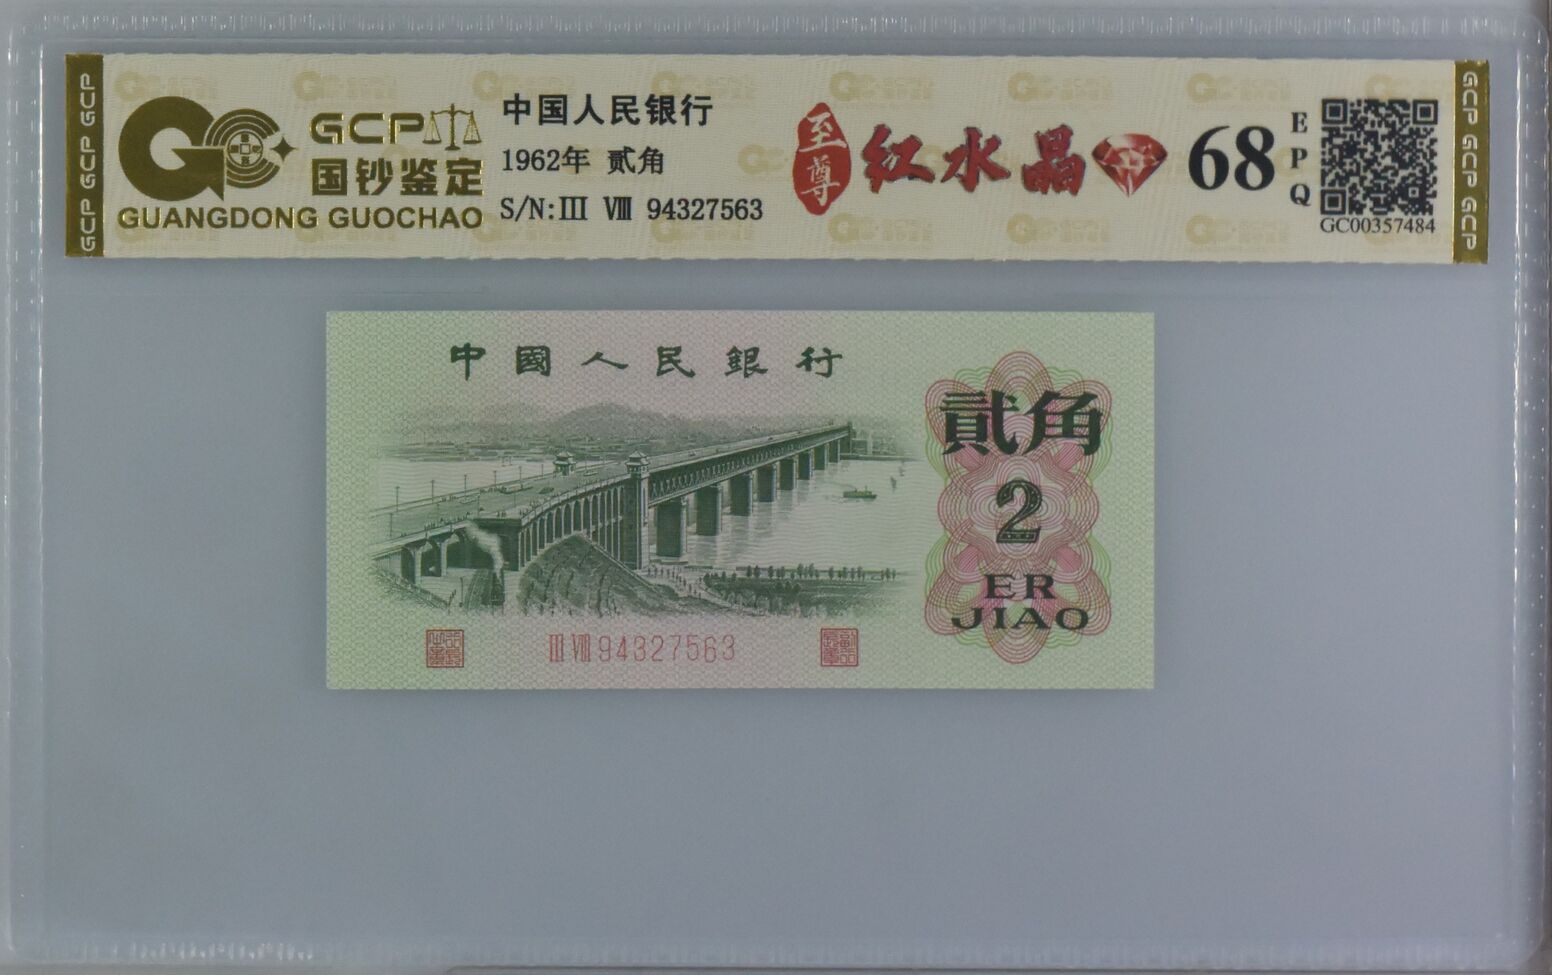 GCP GCP GCP
GCP
国钞鉴定
GUANGDONG GUOCHAO
中国人民银行
1962年 贰角
S/N:III VIII 94327563
至尊
红水晶
68
EPQ
GC00357484
GCP GCP GCP
中國人民銀行
貳角
2
ER
JIAO
III VIII 94327563